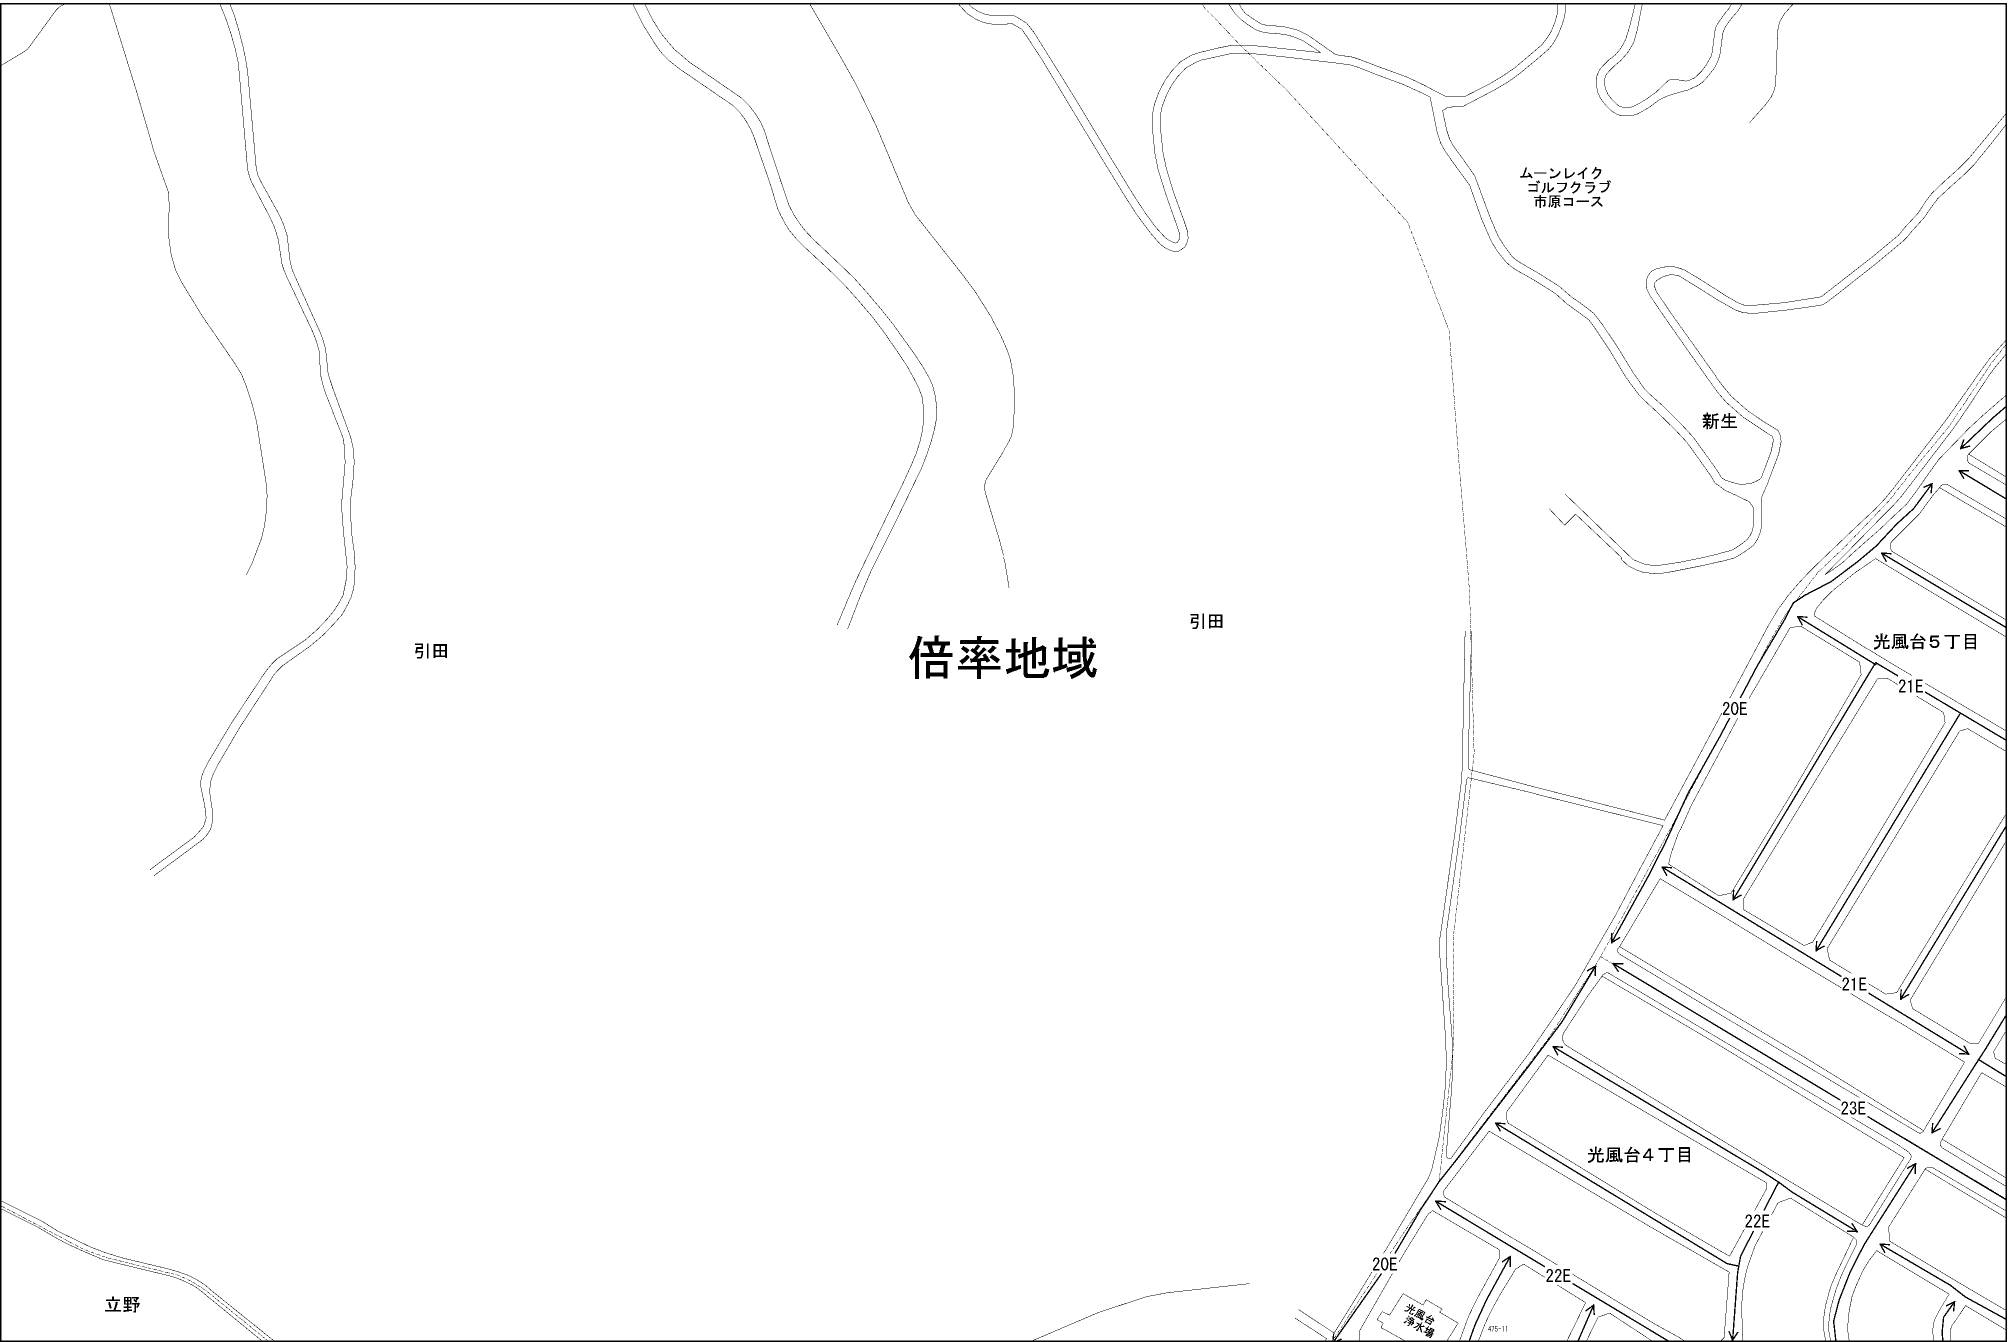 ムーンレイク
ゴルフクラブ
市原コース
新生
引田
引田
倍率地域
光風台5丁目
21E
20E
21E
23E
光風台4丁目
22E
20E
22E
立野
光風台
浄水場
475-11